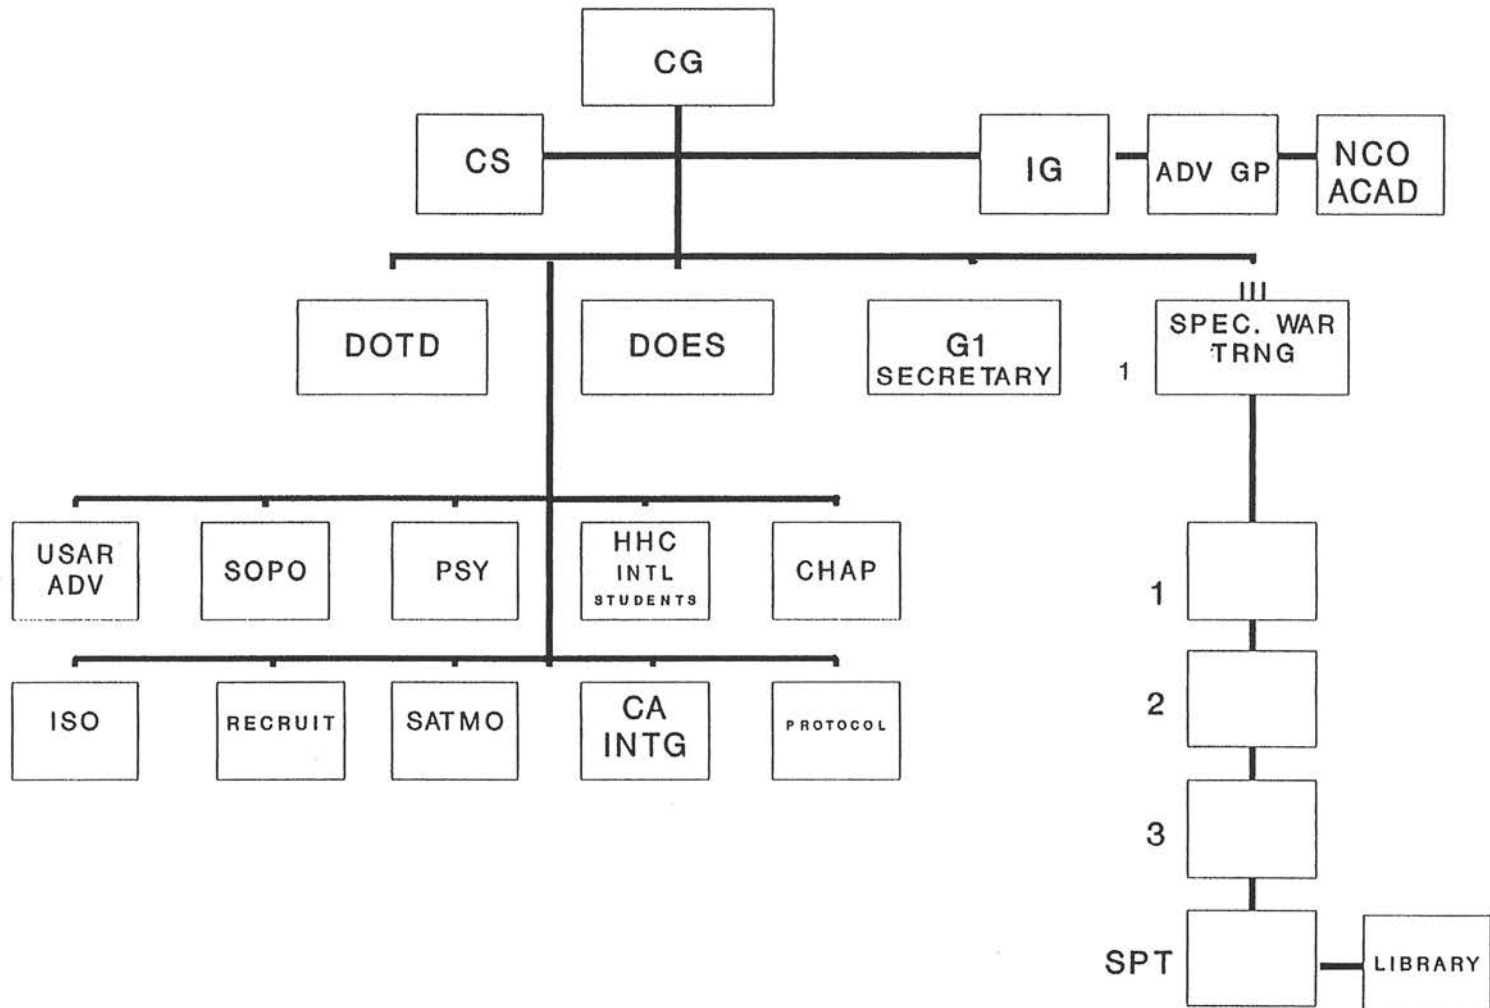 CG
CS
IG
ADV GP
NCO
ACAD
DOTD
DOES
G1
SECRETARY
1
SPEC. WAR
TRNG
USAR
ADV
SOPO
PSY
HHC
INTL
STUDENTS
CHAP
1
ISO
RECRUIT
SATMO
CA
INTG
PROTOCOL
2
3
SPT
LIBRARY